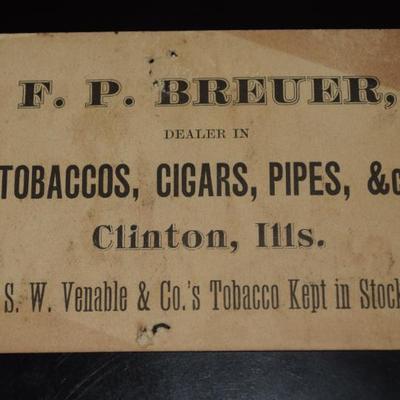 F. P. BREUER,
DEALER IN
TOBACCOS, CIGARS, PIPES, &c
Clinton, Ills.
S. W. Venable & Co.'s Tobacco Kept in Stock